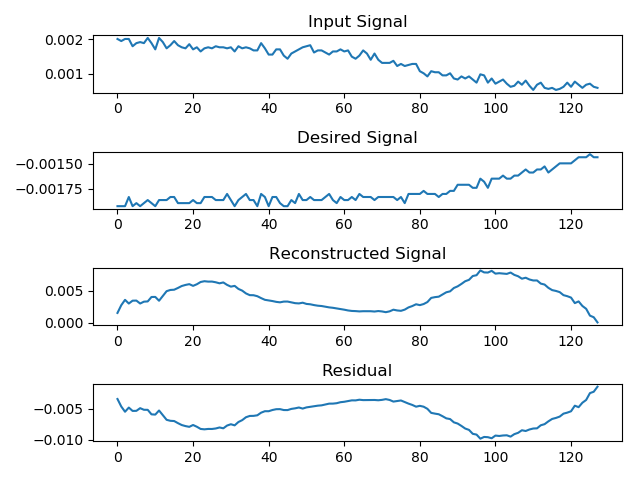 Input Signal
0.002
0.001
0 20 40 60 80 100 120
Desired Signal
−0.00150
−0.00175
0 20 40 60 80 100 120
Reconstructed Signal
0.005
0.000
0 20 40 60 80 100 120
Residual
−0.005
−0.010
0 20 40 60 80 100 120